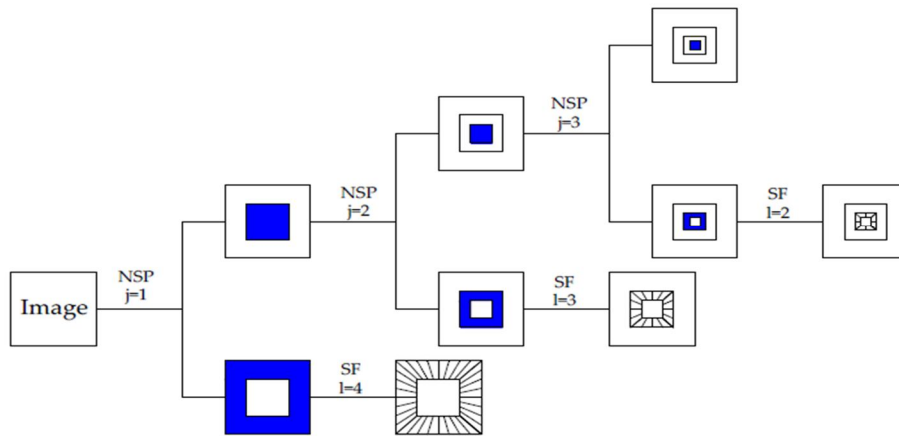 NSP
j=3
NSP
j=2
SF
l=2
NSP
j=1
SF
l=3
Image
SF
l=4